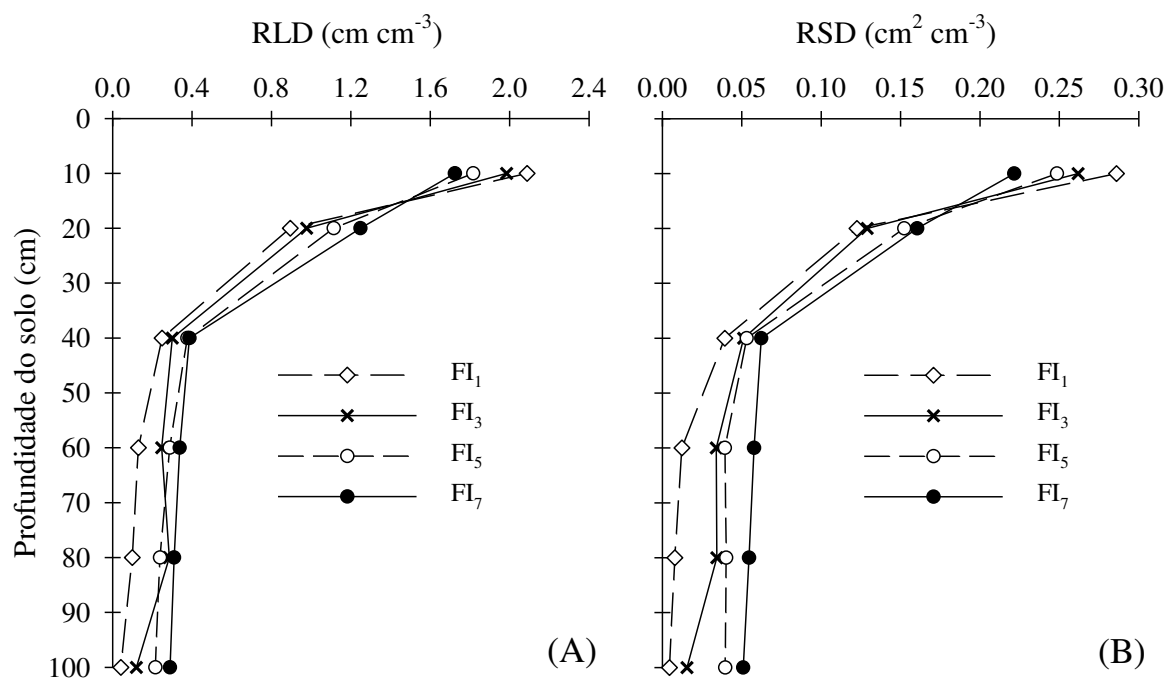 RLD (cm cm⁻³)
RSD (cm² cm⁻³)
0.0 0.4 0.8 1.2 1.6 2.0 2.4
0.00 0.05 0.10 0.15 0.20 0.25 0.30
0
10
20
30
40
50
60
70
80
90
100
Profundidade do solo (cm)
FI₁
FI₃
FI₅
FI₇
(A)
FI₁
FI₃
FI₅
FI₇
(B)